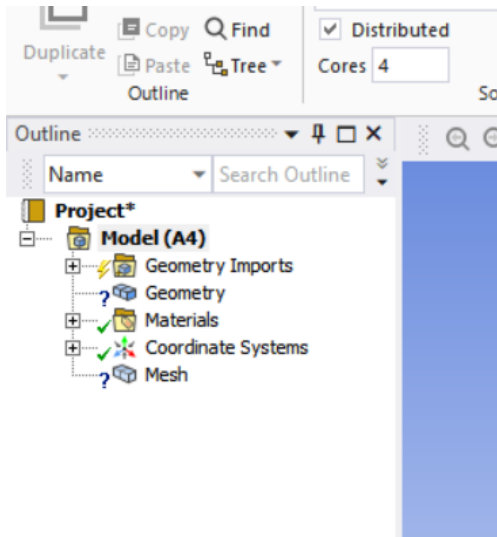 Copy Find Distributed
Duplicate
Paste Tree Cores 4
Outline So
Outline
Name Search Outline
Project*
Model (A4)
Geometry Imports
? Geometry
Materials
Coordinate Systems
? Mesh